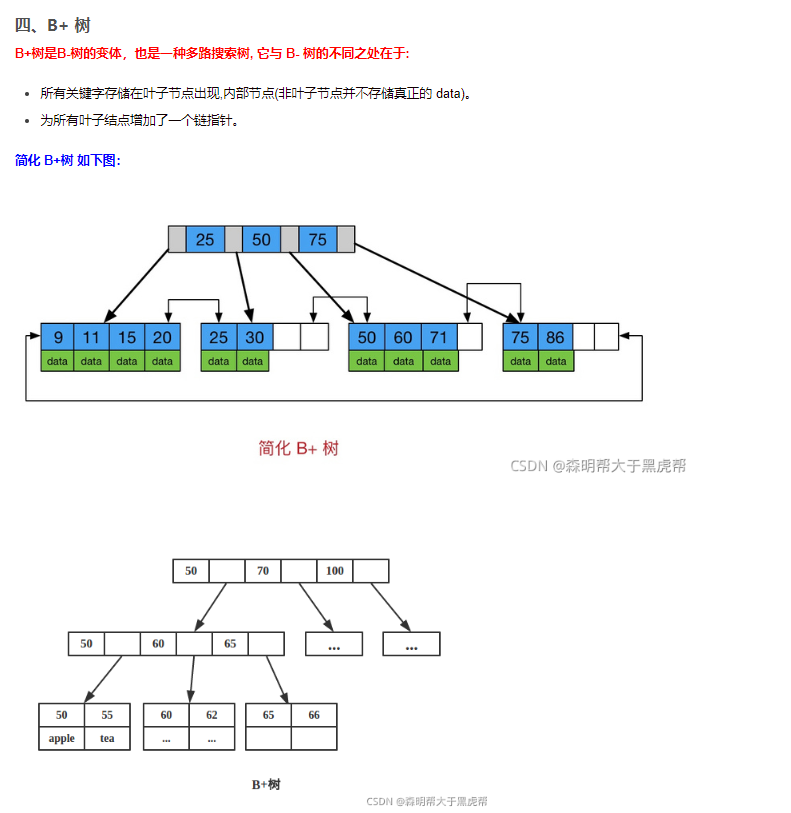 四、B+ 树
B+树是B-树的变体，也是一种多路搜索树, 它与 B- 树的不同之处在于:
所有关键字存储在叶子节点出现,内部节点(非叶子节点并不存储真正的 data)。
为所有叶子结点增加了一个链指针。
简化 B+树 如下图：
25 50 75
9 11 15 20 25 30 50 60 71 75 86
data data data data data data data data data data data
简化 B+ 树
CSDN @森明帮大于黑虎帮
50 70 100
50 60 65 ... ...
50 55 60 62 65 66
apple tea ... ...
B+树
CSDN @森明帮大于黑虎帮